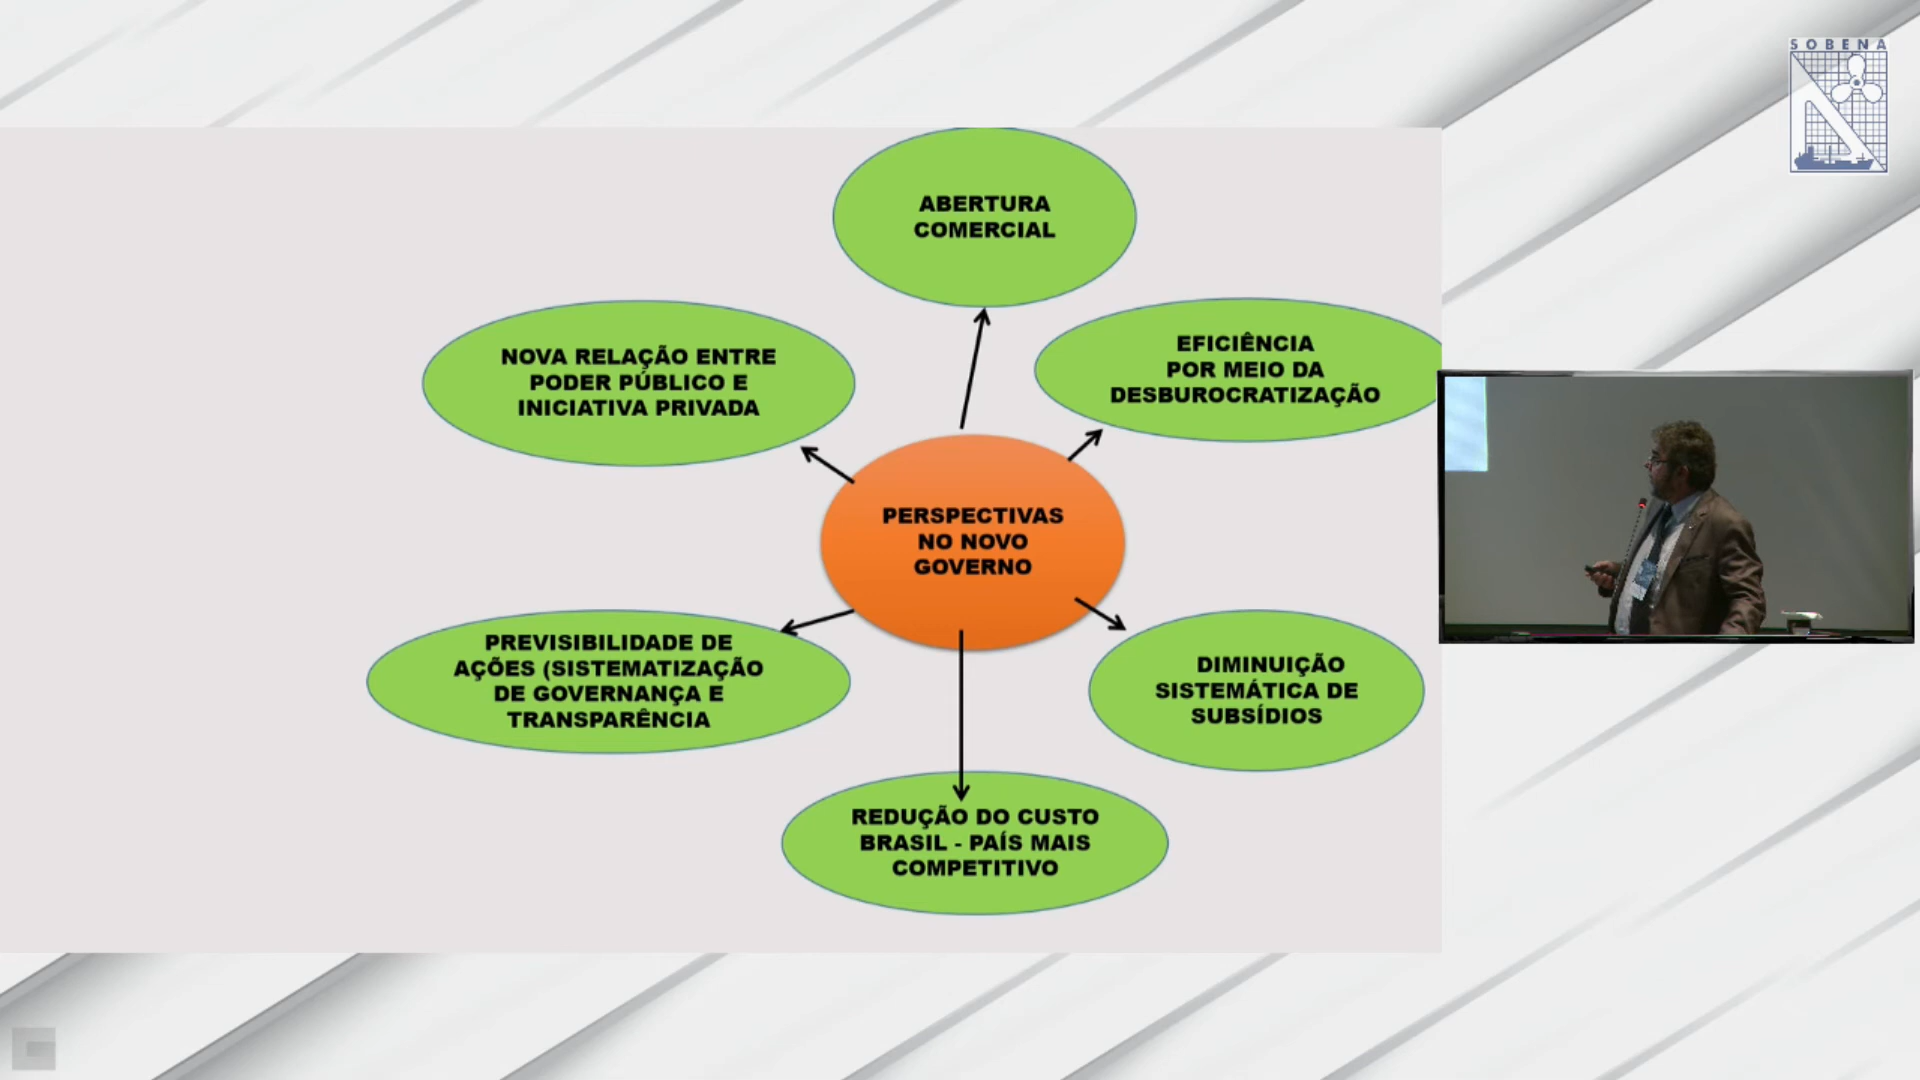 SOBENA
ABERTURA
COMERCIAL
NOVA RELAÇÃO ENTRE
PODER PÚBLICO E
INICIATIVA PRIVADA
EFICIÊNCIA
POR MEIO DA
DESBUROCRATIZAÇÃO
PERSPECTIVAS
NO NOVO
GOVERNO
PREVISIBILIDADE DE
AÇÕES (SISTEMATIZAÇÃO
DE GOVERNANÇA E
TRANSPARÊNCIA
DIMINUIÇÃO
SISTEMÁTICA DE
SUBSÍDIOS
REDUÇÃO DO CUSTO
BRASIL - PAÍS MAIS
COMPETITIVO